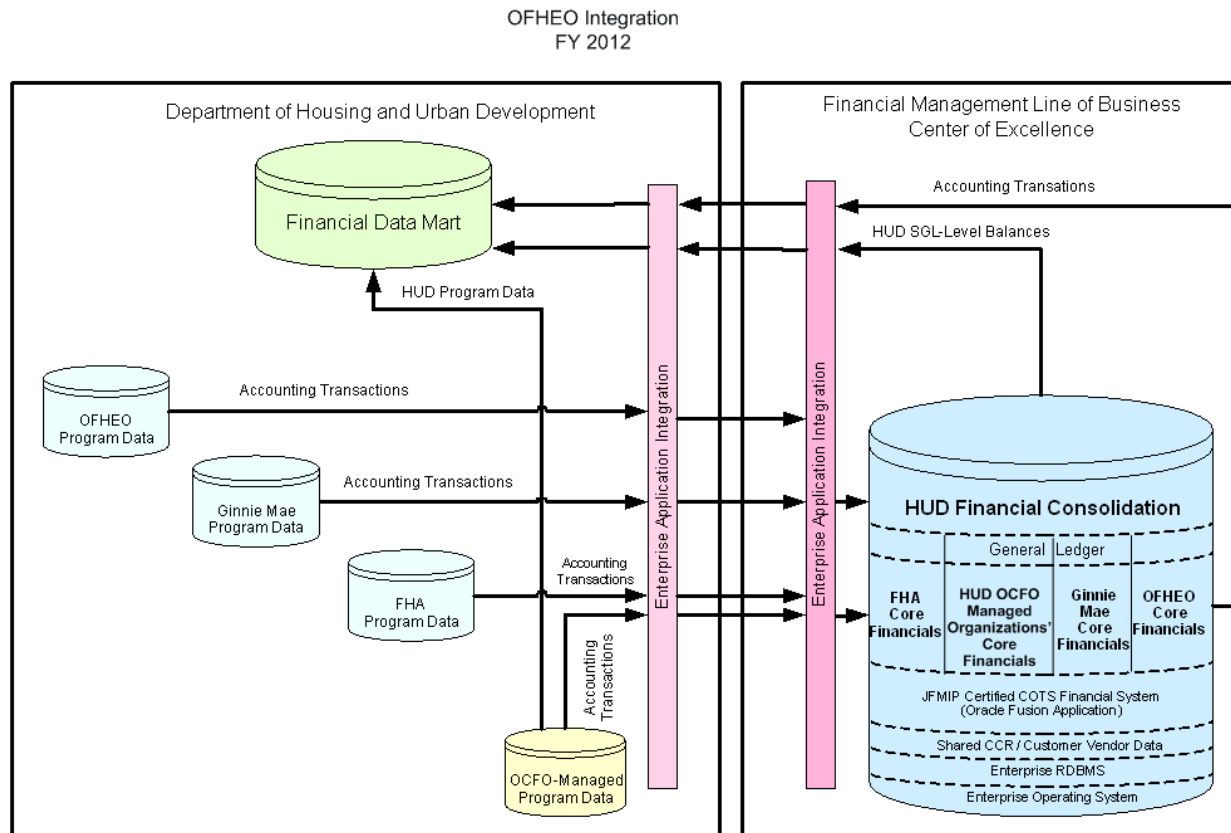 OFHEO Integration
FY 2012
Department of Housing and Urban Development
Financial Management Line of Business
Center of Excellence
Financial Data Mart
Accounting Transations
HUD SGL-Level Balances
HUD Program Data
Enterprise Application Integration
Enterprise Application Integration
Accounting Transactions
OFHEO
Program Data
Accounting Transactions
Ginnie Mae
Program Data
Accounting
Transactions
FHA
Program Data
Accounting
Transactions
OCFO-Managed
Program Data
HUD Financial Consolidation
General Ledger
FHA
Core
Financials
HUD OCFO
Managed
Organizations'
Core
Financials
Ginnie
Mae
Core
Financials
OFHEO
Core
Financials
JFMIP Certified COTS Financial System
(Oracle Fusion Application)
Shared CCR / Customer Vendor Data
Enterprise RDBMS
Enterprise Operating System